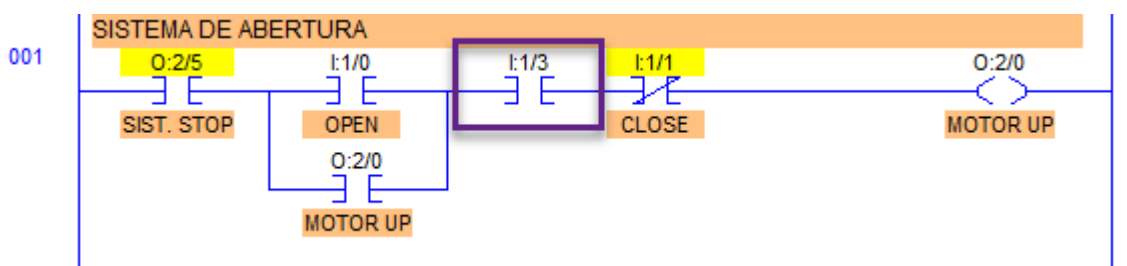 SISTEMA DE ABERTURA
001
O:2/5 I:1/0 I:1/3 I:1/1 O:2/0
SIST. STOP OPEN CLOSE MOTOR UP
O:2/0
MOTOR UP